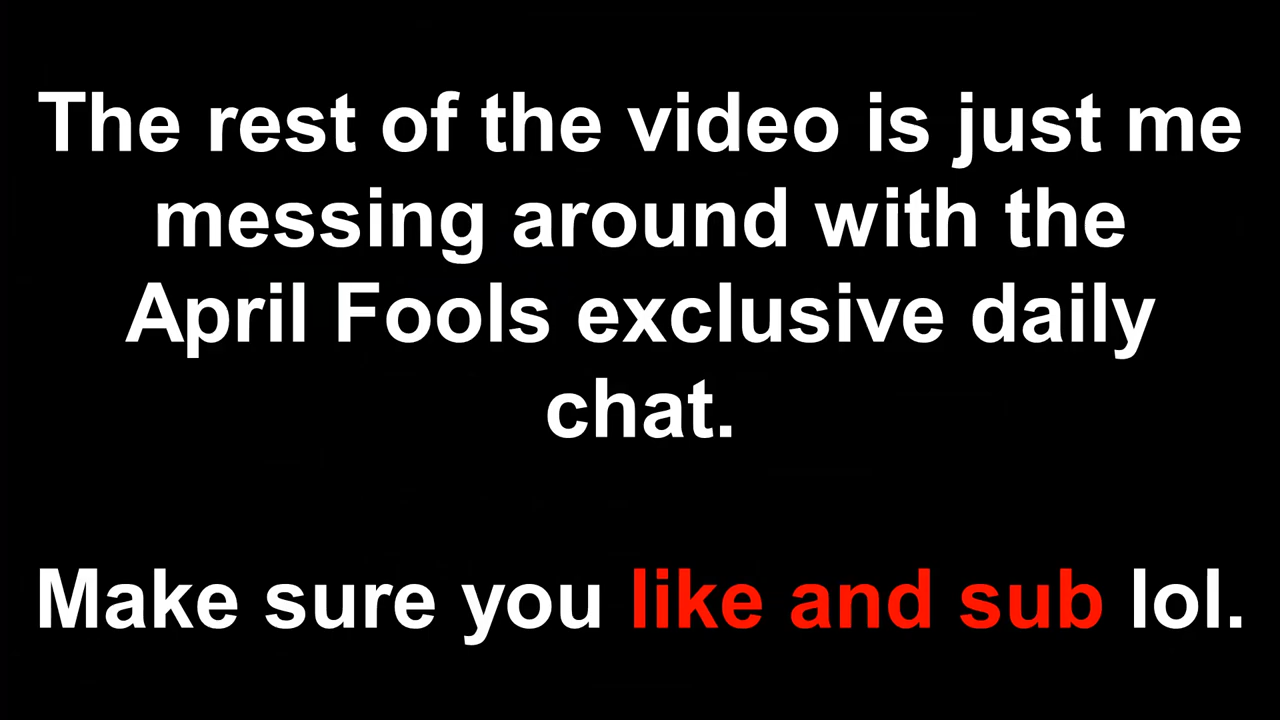 The rest of the video is just me
messing around with the
April Fools exclusive daily
chat.
Make sure you like and sub lol.